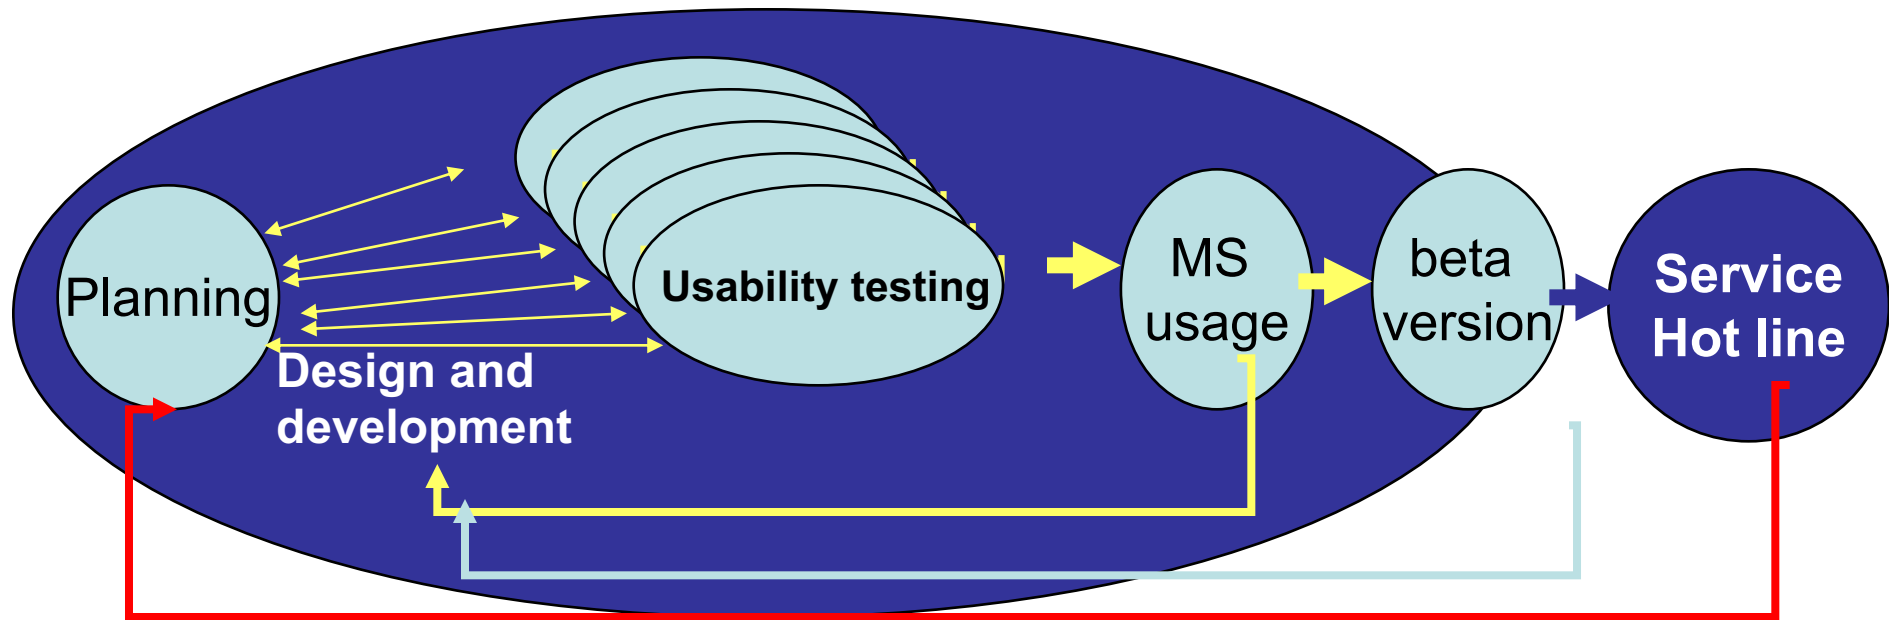 Planning
Design and
development
Usability testing
MS
usage
beta
version
Service
Hot line